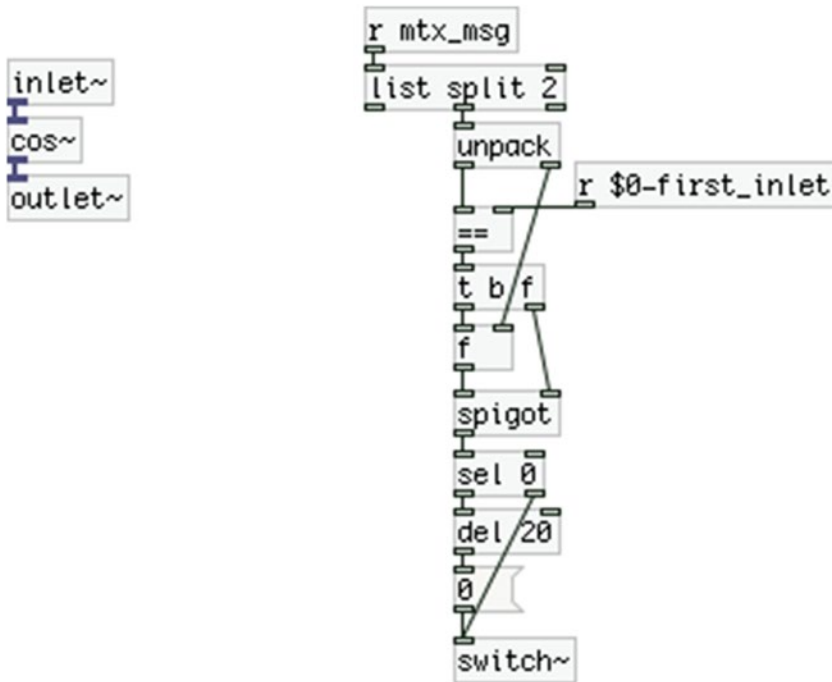 r mtx_msg
inlet~
list split 2
cos~
unpack
outlet~
r $0-first_inlet
==
t b f
f
spigot
sel 0
del 20
0
switch~